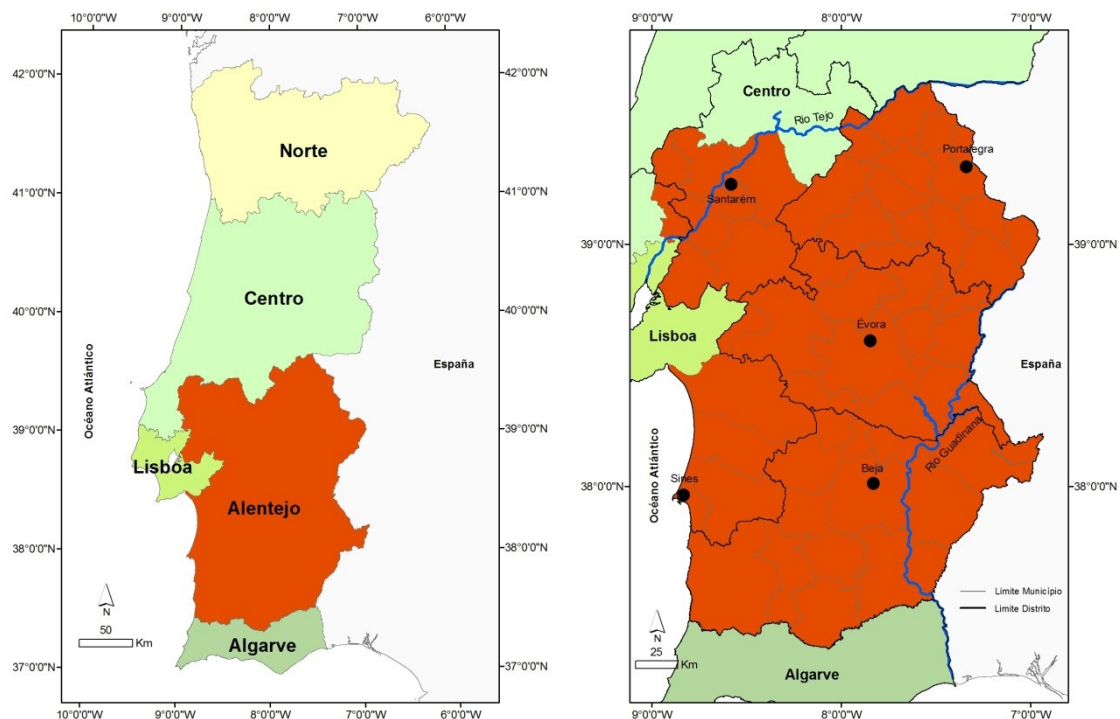 10°0'0"W 9°0'0"W 8°0'0"W 7°0'0"W 6°0'0"W
42°0'0"N
41°0'0"N
40°0'0"N
39°0'0"N
38°0'0"N
37°0'0"N
Norte
Centro
Lisboa
Alentejo
Algarve
Océano Atlántico
España
N
50
Km
42°0'0"N
41°0'0"N
40°0'0"N
39°0'0"N
38°0'0"N
37°0'0"N
10°0'0"W 9°0'0"W 8°0'0"W 7°0'0"W 6°0'0"W
9°0'0"W 8°0'0"W 7°0'0"W
39°0'0"N
38°0'0"N
Centro
Rio Tejo
Portalegra
Santarém
Lisboa
Évora
España
Océano Atlántico
Rio Guadinana
Beja
Sines
Limite Município
Limite Distrito
N
25
Km
Algarve
39°0'0"N
38°0'0"N
9°0'0"W 8°0'0"W 7°0'0"W